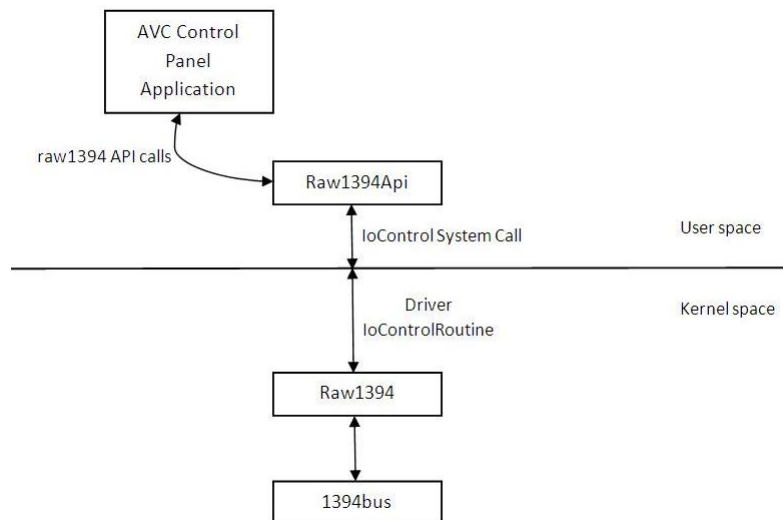 AVC Control
Panel
Application
raw1394 API calls
Raw1394Api
IoControl System Call
User space
Driver
IoControlRoutine
Kernel space
Raw1394
1394bus